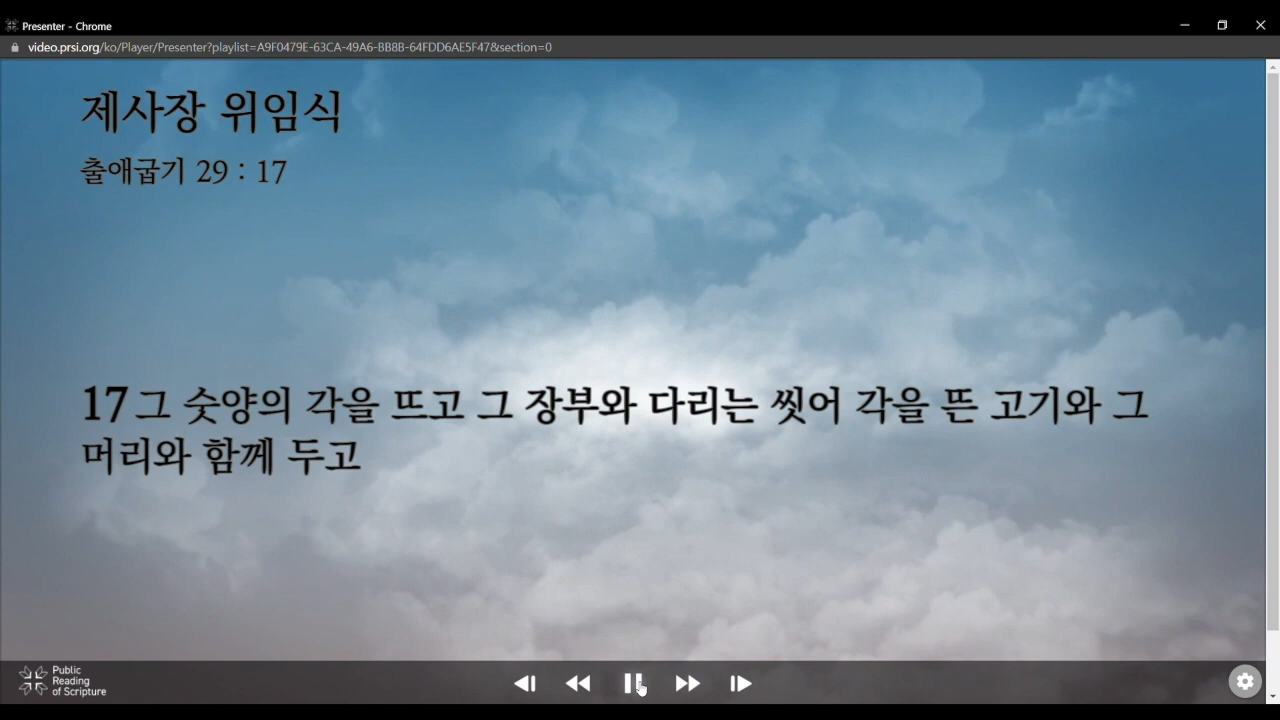 Presenter - Chrome
video.prsi.org/ko/Player/Presenter?playlist=A9F0479E-63CA-49A6-BB8B-64FDD6AE5F47&section=0
제사장 위임식
출애굽기 29 : 17
17그 숫양의 각을 뜨고 그 장부와 다리는 씻어 각을 뜬 고기와 그
머리와 함께 두고
Public
Reading
of Scripture